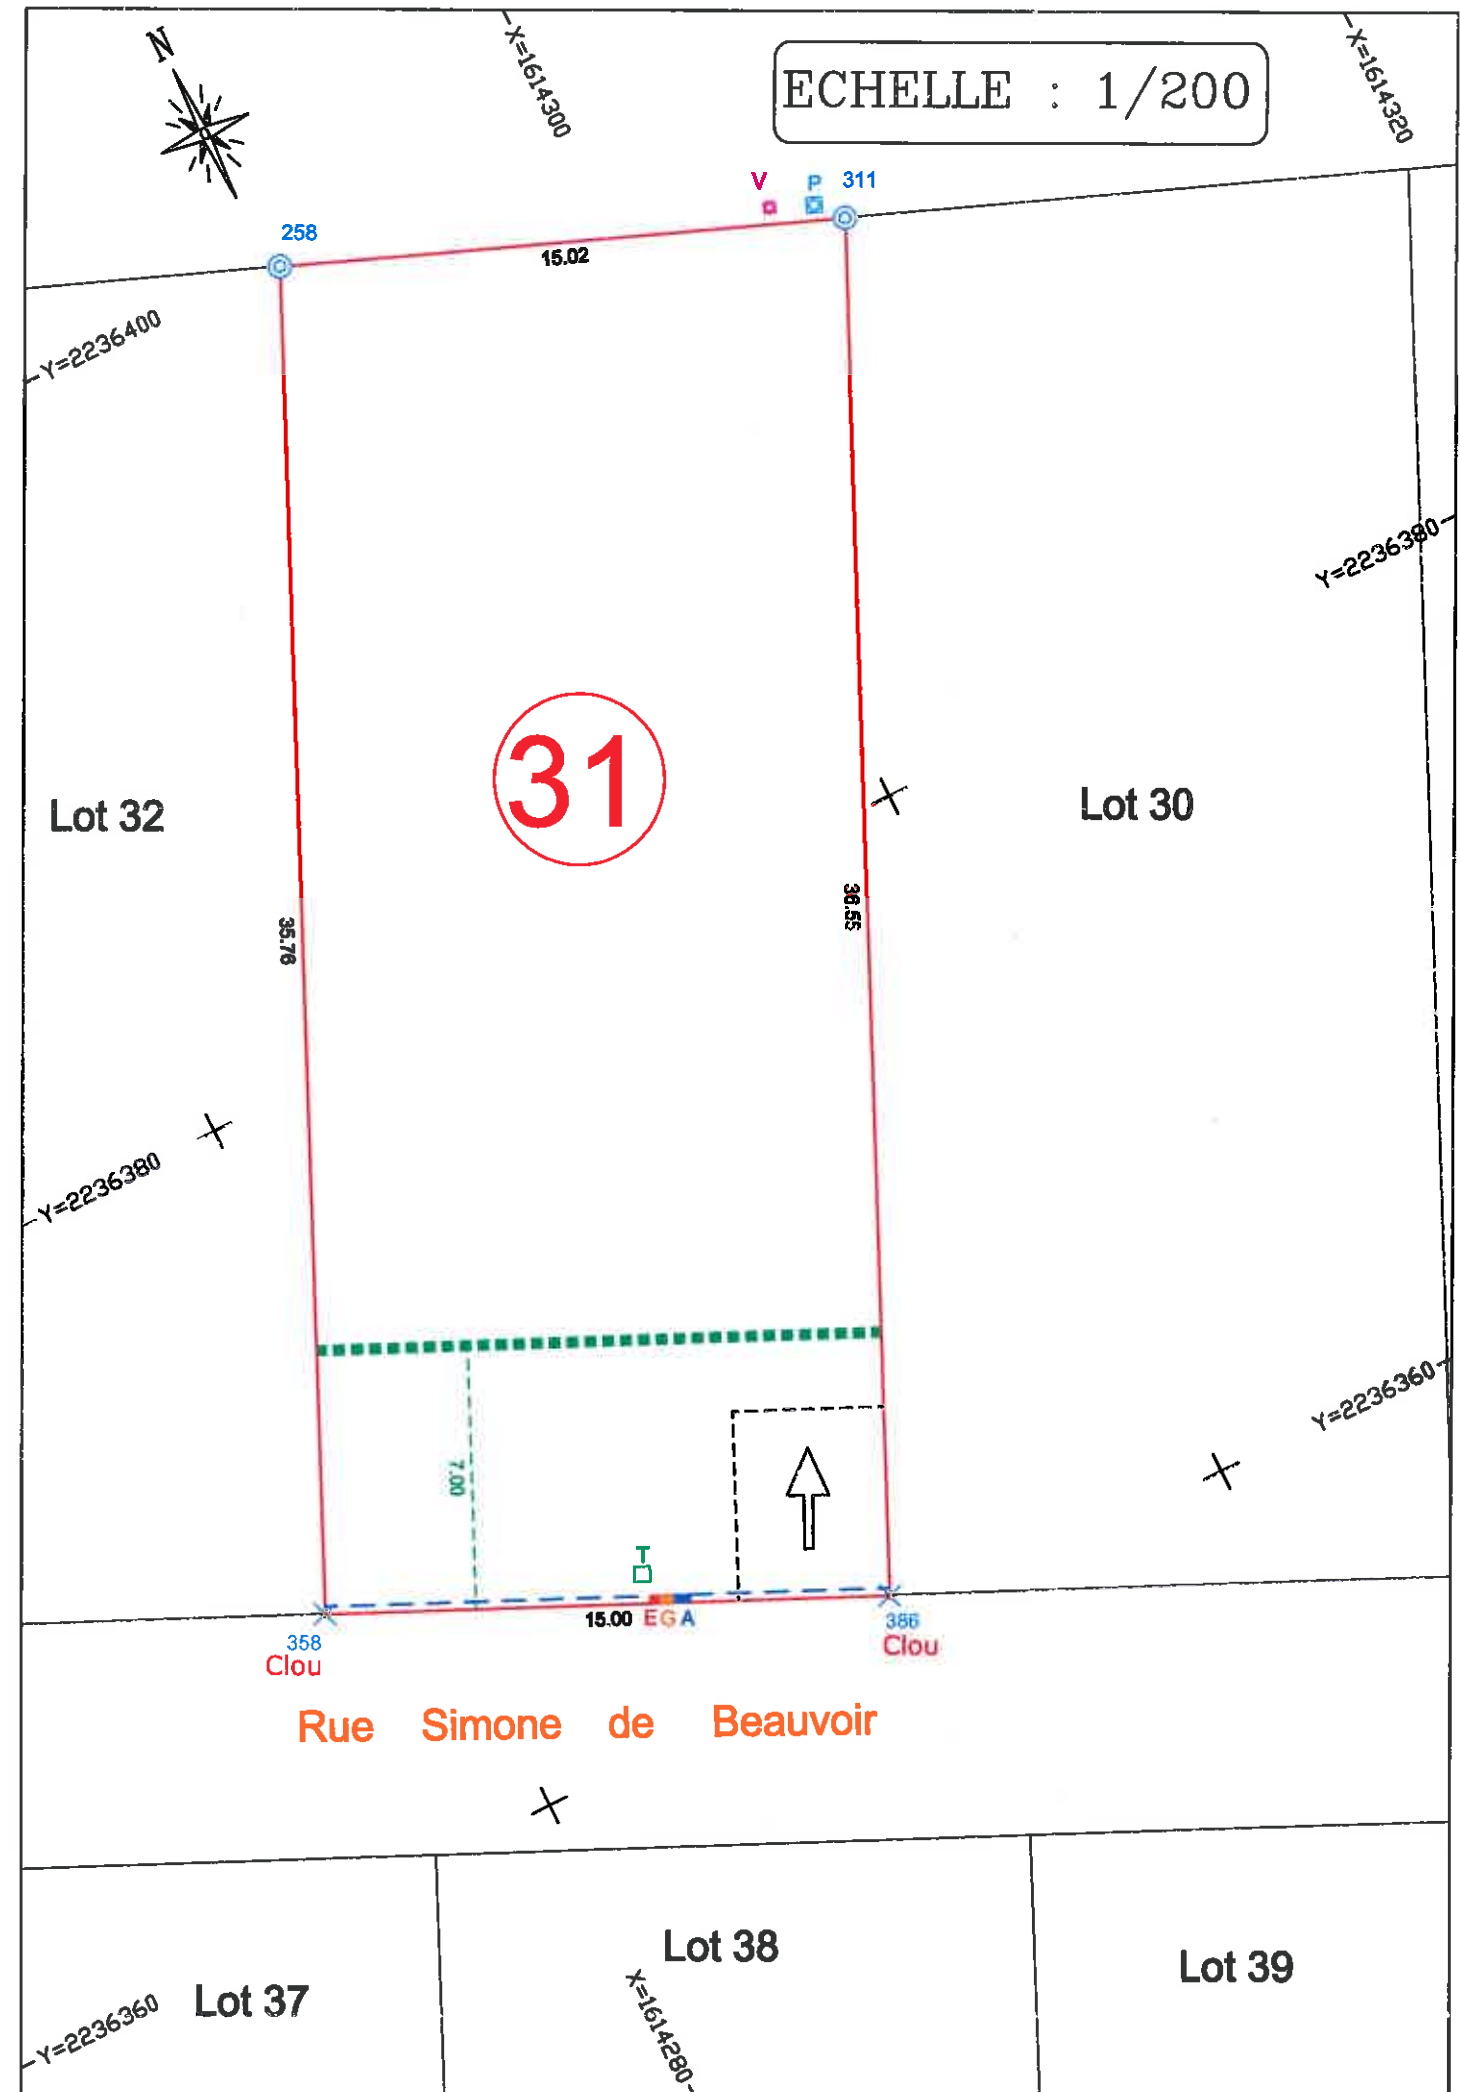 N
X=1614300
ECHELLE : 1/200
X=1614320
V
P
311
258
15.02
Y=2236400
Y=2236380
31
Lot 32
Lot 30
35.76
36.55
Y=2236380
Y=2236360
7.00
T
15.00
E G A
358
Clou
386
Clou
Rue Simone de Beauvoir
Lot 38
Lot 39
Lot 37
X=1614280
Y=2236360